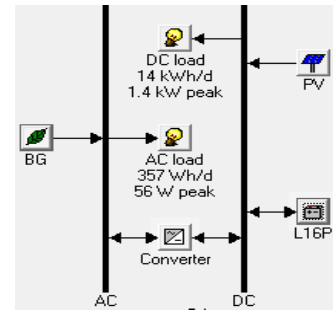 DC load
14 kWh/d
1.4 kW peak
PV
BG
AC load
357 Wh/d
56 W peak
L16P
Converter
AC
DC